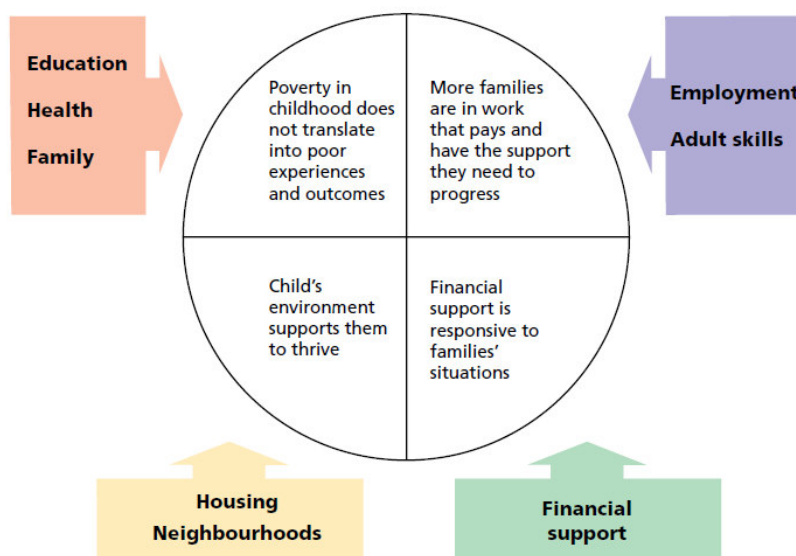 Education
Health
Family
Poverty in
childhood does
not translate
into poor
experiences
and outcomes
More families
are in work
that pays and
have the support
they need to
progress
Employment
Adult skills
Child's
environment
supports them
to thrive
Financial
support is
responsive to
families'
situations
Housing
Neighbourhoods
Financial
support